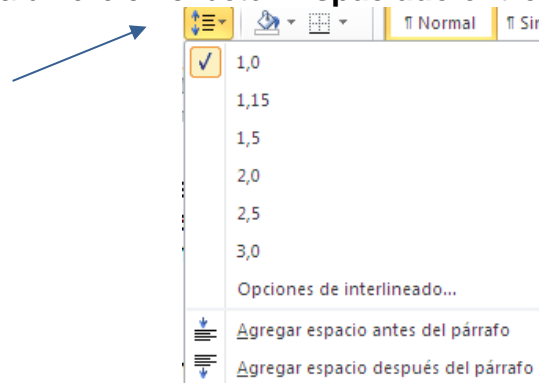 ¶ Normal ¶ Sin
1,0
1,15
1,5
2,0
2,5
3,0
Opciones de interlineado...
Agregar espacio antes del párrafo
Agregar espacio después del párrafo